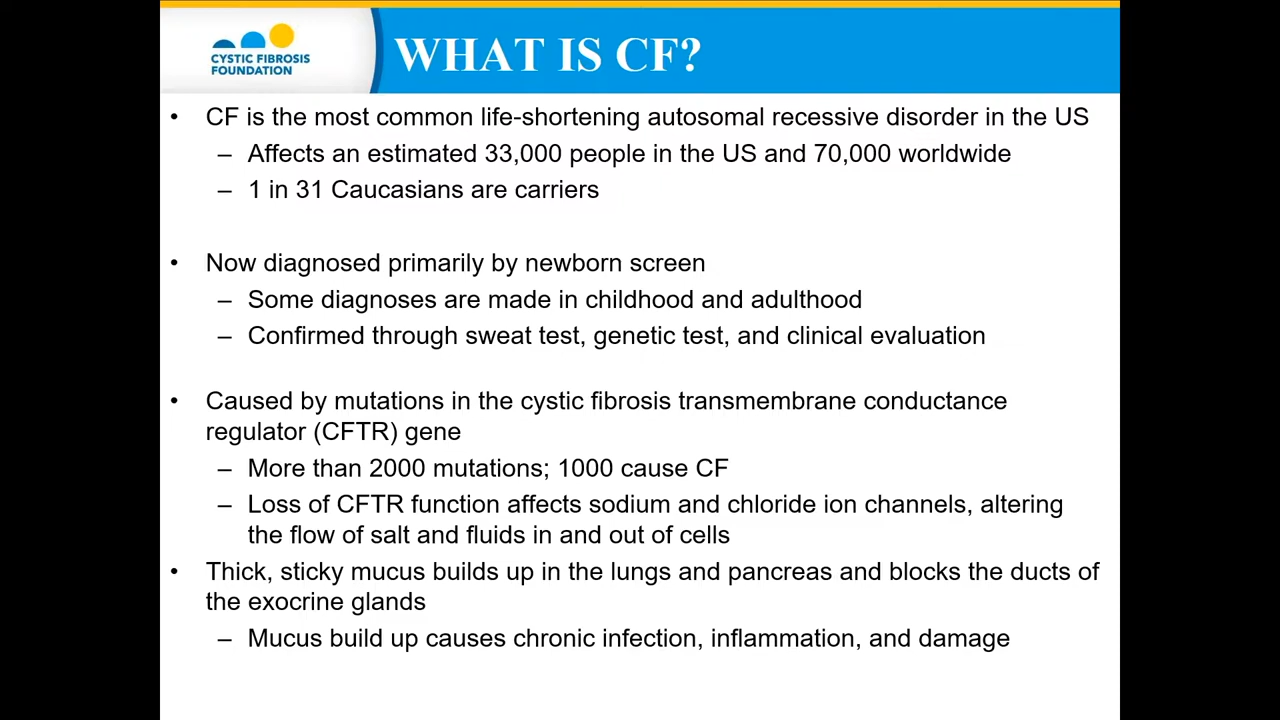 CYSTIC FIBROSIS
FOUNDATION
WHAT IS CF?
• CF is the most common life-shortening autosomal recessive disorder in the US
– Affects an estimated 33,000 people in the US and 70,000 worldwide
– 1 in 31 Caucasians are carriers
• Now diagnosed primarily by newborn screen
– Some diagnoses are made in childhood and adulthood
– Confirmed through sweat test, genetic test, and clinical evaluation
• Caused by mutations in the cystic fibrosis transmembrane conductance
regulator (CFTR) gene
– More than 2000 mutations; 1000 cause CF
– Loss of CFTR function affects sodium and chloride ion channels, altering
the flow of salt and fluids in and out of cells
• Thick, sticky mucus builds up in the lungs and pancreas and blocks the ducts of
the exocrine glands
– Mucus build up causes chronic infection, inflammation, and damage